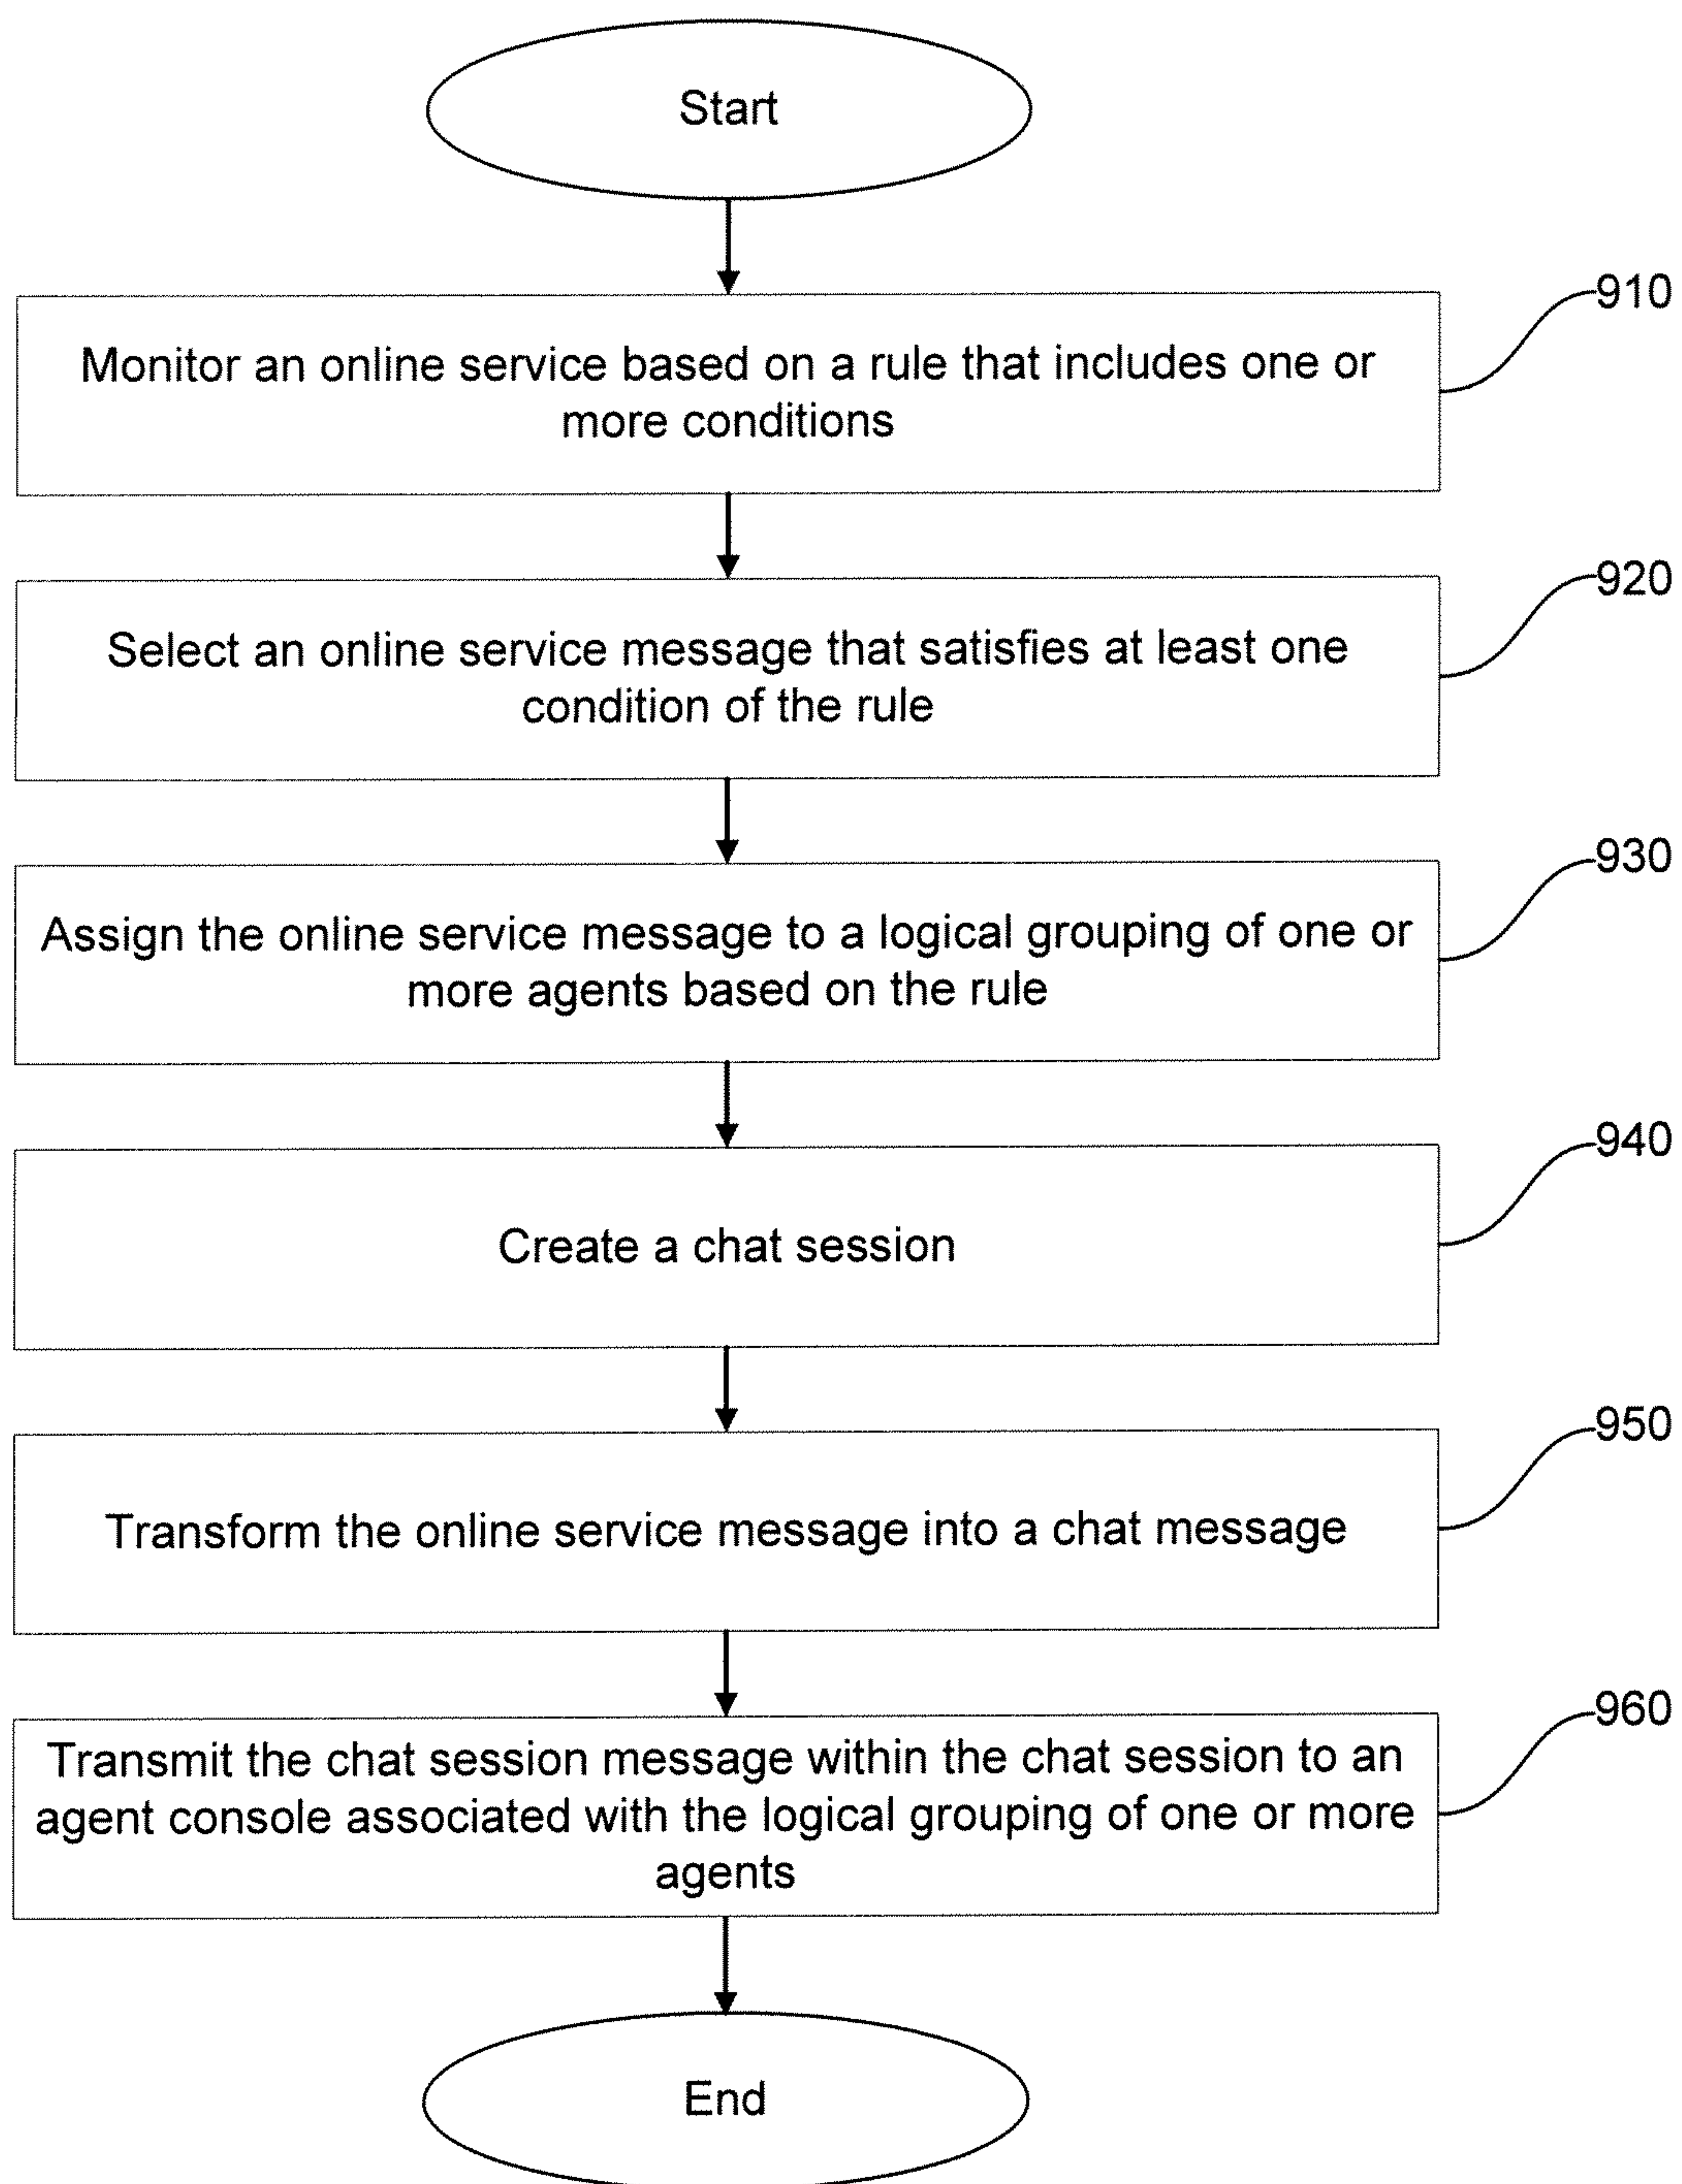 Start
910
Monitor an online service based on a rule that includes one or
more conditions
920
Select an online service message that satisfies at least one
condition of the rule
930
Assign the online service message to a logical grouping of one or
more agents based on the rule
940
Create a chat session
950
Transform the online service message into a chat message
960
Transmit the chat session message within the chat session to an
agent console associated with the logical grouping of one or more
agents
End